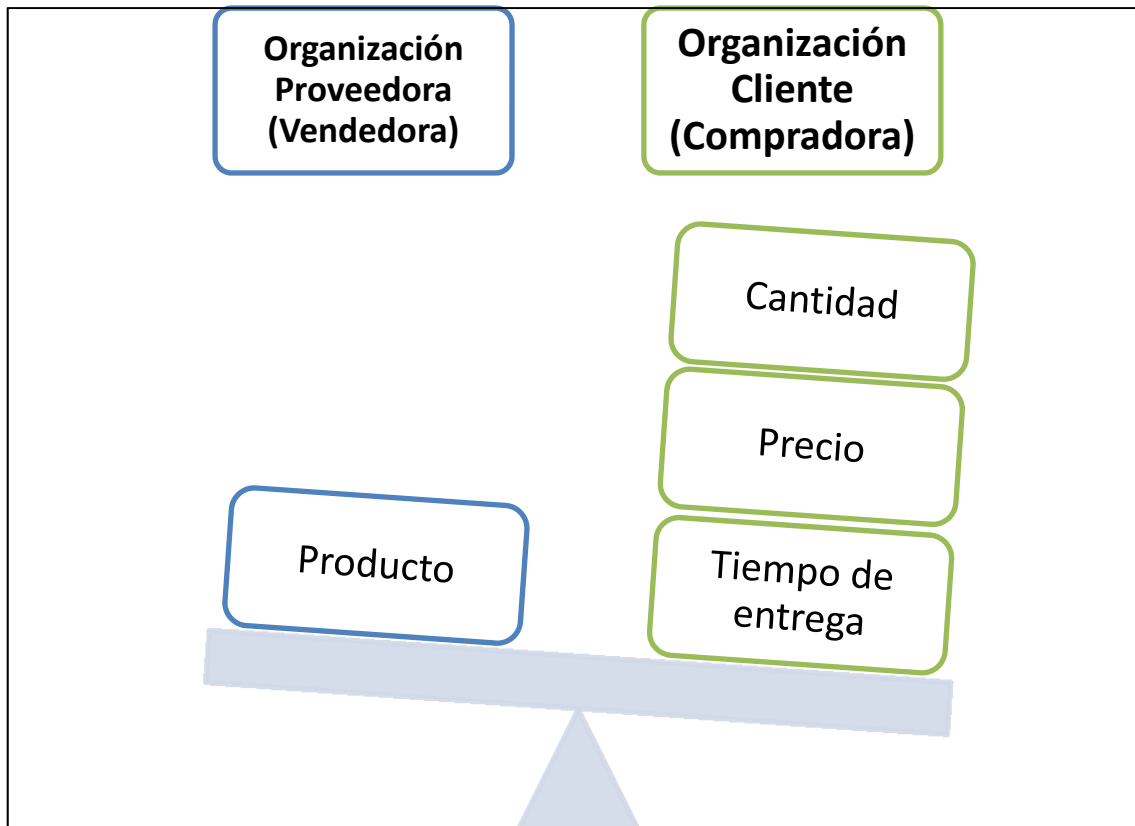 Organización
Proveedora
(Vendedora)
Organización
Cliente
(Compradora)
Cantidad
Precio
Producto
Tiempo de
entrega